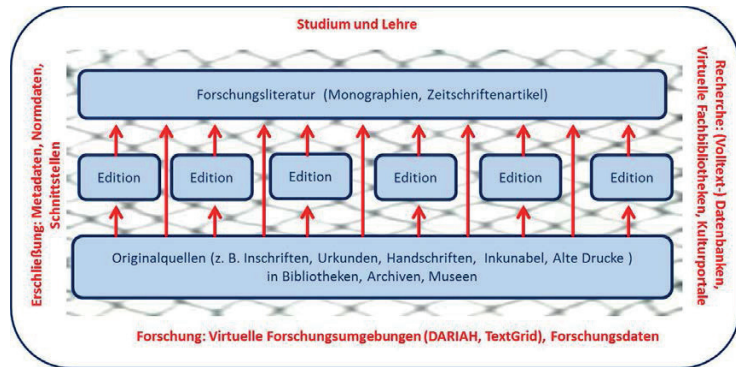 Studium und Lehre
Erschließung: Metadaten, Normdaten,
Schnittstellen
Forschungsliteratur (Monographien, Zeitschriftenartikel)
Edition Edition Edition Edition Edition Edition
Originalquellen (z. B. Inschriften, Urkunden, Handschriften, Inkunabel, Alte Drucke )
in Bibliotheken, Archiven, Museen
Recherche: (Volltext-) Datenbanken,
Virtuelle Fachbibliotheken, Kulturportale
Forschung: Virtuelle Forschungsumgebungen (DARIAH, TextGrid), Forschungsdaten